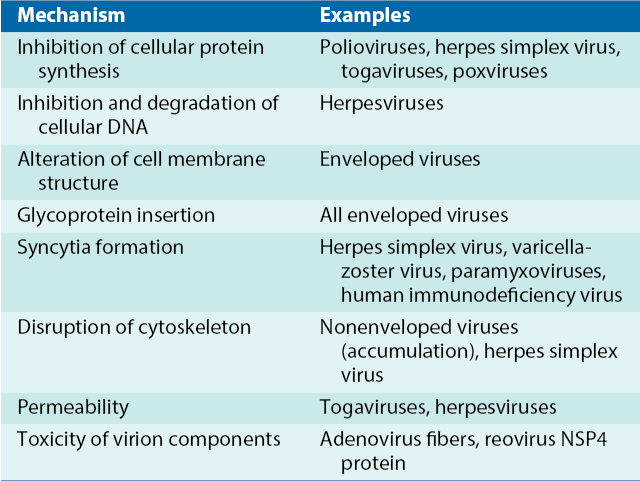 Mechanism Examples
Inhibition of cellular protein Polioviruses, herpes simplex virus,
synthesis togaviruses, poxviruses
Inhibition and degradation of Herpesviruses
cellular DNA
Alteration of cell membrane Enveloped viruses
structure
Glycoprotein insertion All enveloped viruses
Syncytia formation Herpes simplex virus, varicella-
zoster virus, paramyxoviruses,
human immunodeficiency virus
Disruption of cytoskeleton Nonenveloped viruses
(accumulation), herpes simplex
virus
Permeability Togaviruses, herpesviruses
Toxicity of virion components Adenovirus fibers, reovirus NSP4
protein